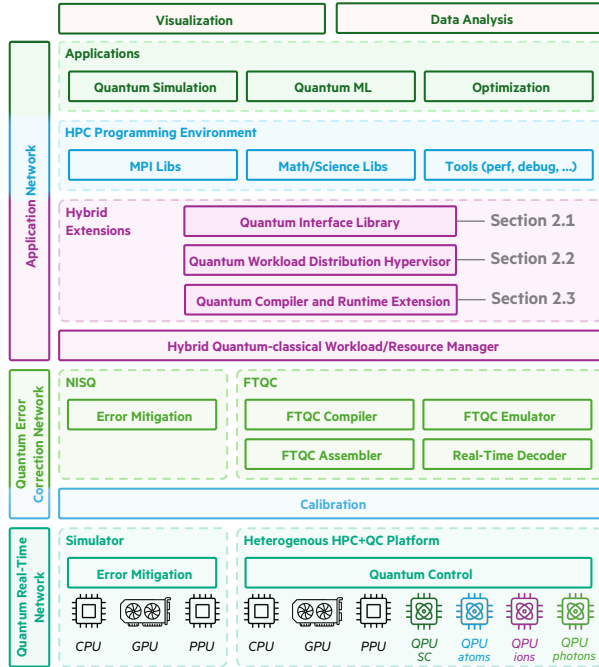 Visualization
Data Analysis
Application Network
Applications
Quantum Simulation
Quantum ML
Optimization
HPC Programming Environment
MPI Libs
Math/Science Libs
Tools (perf, debug, ...)
Hybrid
Extensions
Quantum Interface Library
Section 2.1
Quantum Workload Distribution Hypervisor
Section 2.2
Quantum Compiler and Runtime Extension
Section 2.3
Hybrid Quantum-classical Workload/Resource Manager
Quantum Error
Correction Network
NISQ
Error Mitigation
FTQC
FTQC Compiler
FTQC Emulator
FTQC Assembler
Real-Time Decoder
Calibration
Quantum Real-Time
Network
Simulator
Error Mitigation
CPU
GPU
PPU
Heterogenous HPC+QC Platform
Quantum Control
CPU
GPU
PPU
QPU
SC
QPU
atoms
QPU
ions
QPU
photons